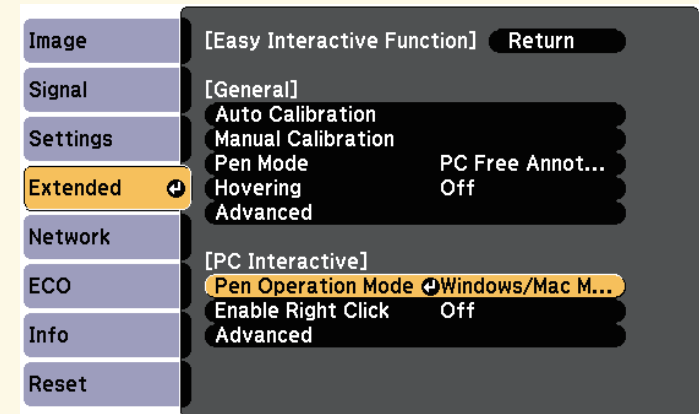 Image
Signal
Settings
Extended
Network
ECO
Info
Reset
[Easy Interactive Function] Return
[General]
Auto Calibration
Manual Calibration
Pen Mode PC Free Annot...
Hovering Off
Advanced
[PC Interactive]
Pen Operation Mode Windows/Mac M...
Enable Right Click Off
Advanced